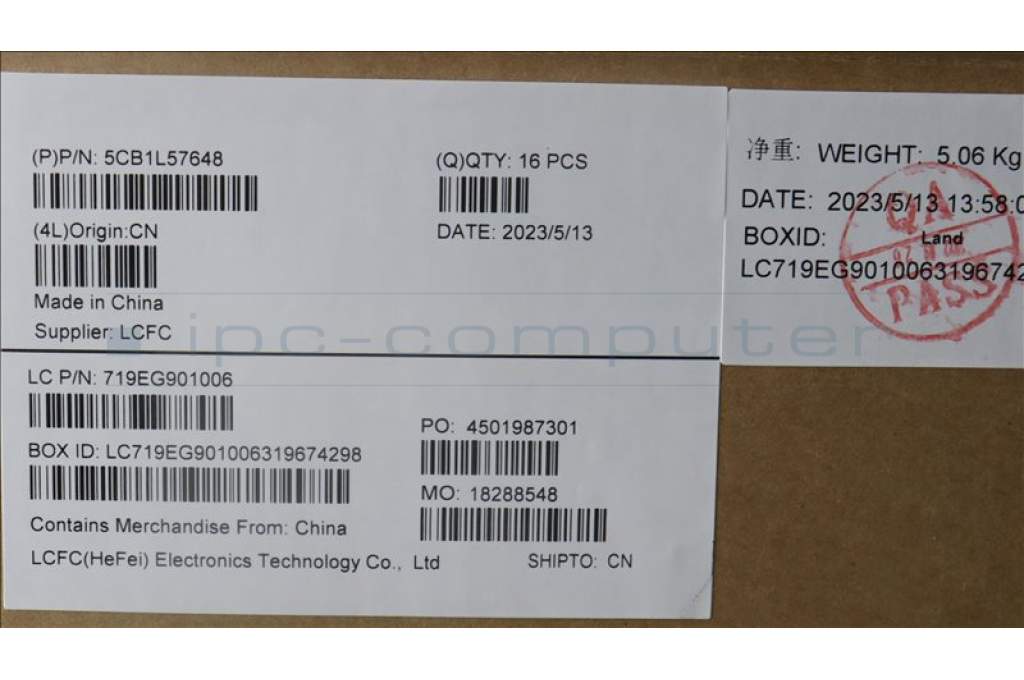 (P)P/N: 5CB1L57648
(Q)QTY: 16 PCS
(4L)Origin:CN
DATE: 2023/5/13
Made in China
Supplier: LCFC
净重: WEIGHT: 5.06 Kg
DATE: 2023/5/13 13:58:0
BOXID:
Land
LC719EG9010063196742
QA
PASS
ipc-computer
LC P/N: 719EG901006
PO: 4501987301
BOX ID: LC719EG901006319674298
MO: 18288548
Contains Merchandise From: China
LCFC(HeFei) Electronics Technology Co., Ltd
SHIPTO: CN